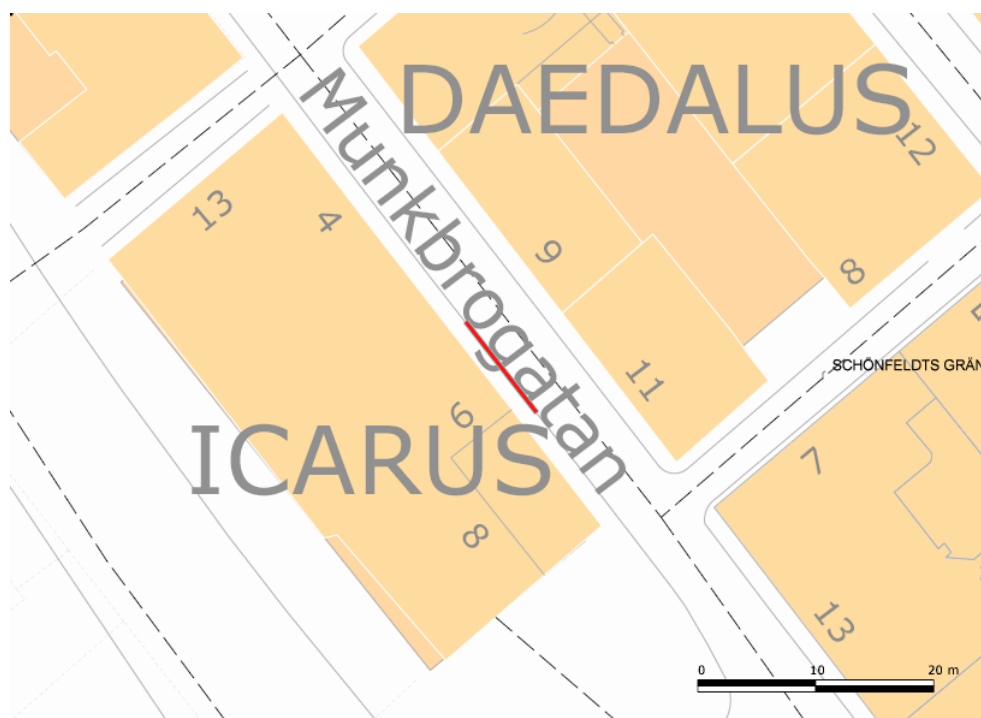 DAEDALUS
Munkbrogatan
12
13
4
9
8
11
SCHÖNFELDTS GRÄN
6
ICARUS
7
8
13
0 10 20 m